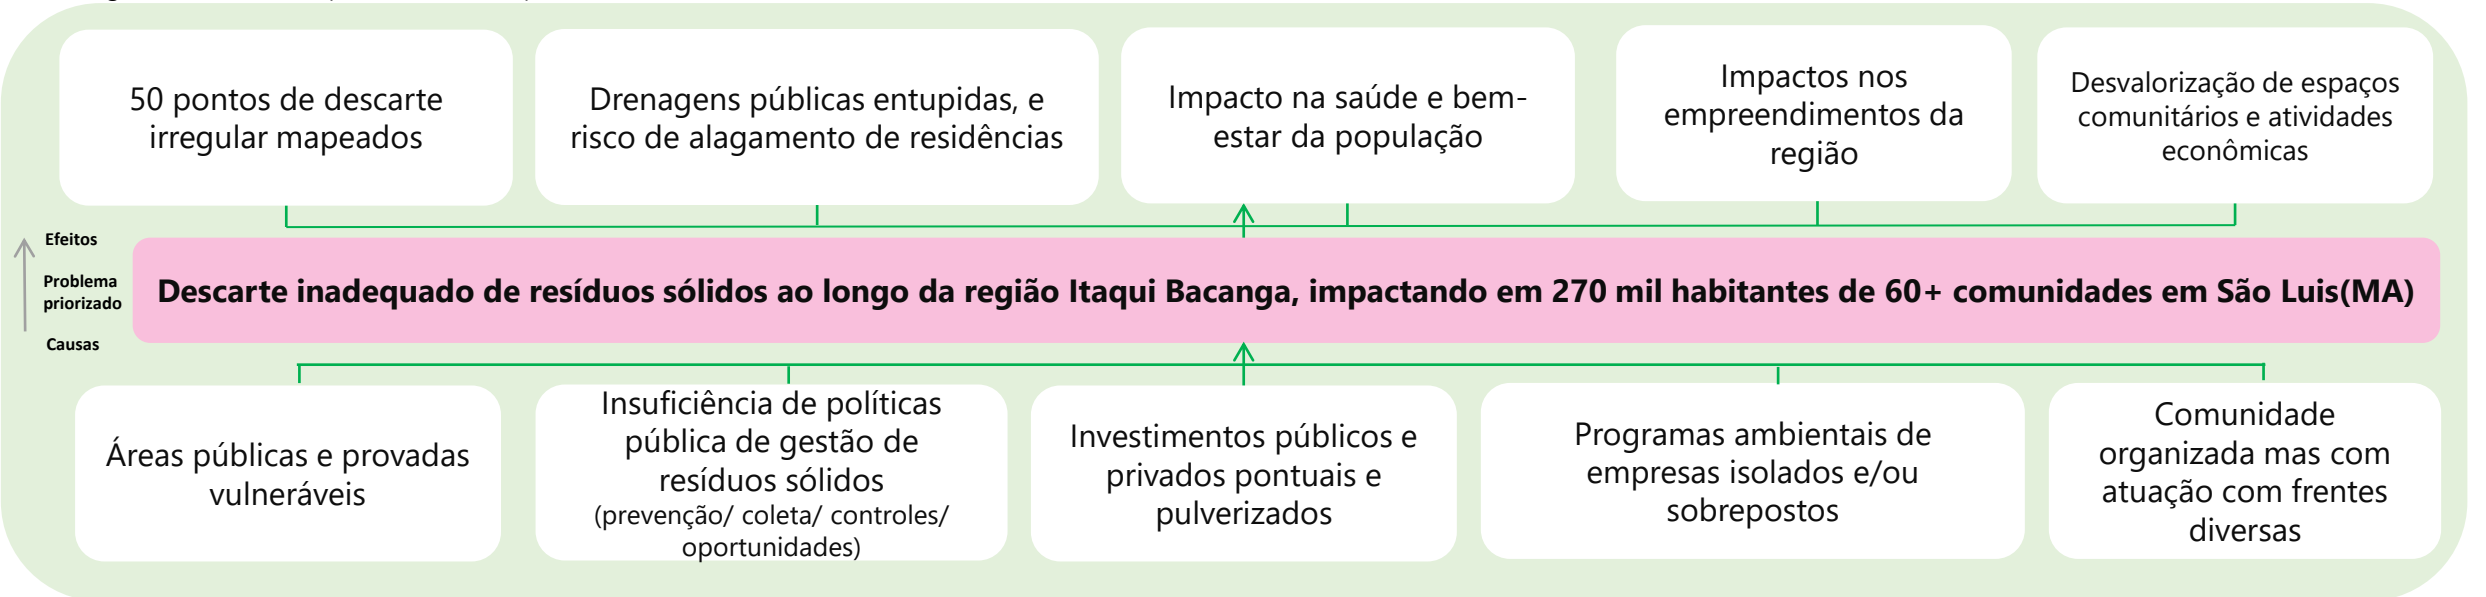 50 pontos de descarte
irregular mapeados
Drenagens públicas entupidas, e
risco de alagamento de residências
Impacto na saúde e bem-
estar da população
Impactos nos
empreendimentos da
região
Desvalorização de espaços
comunitários e atividades
econômicas
Efeitos
Problema
priorizado
Causas
Descarte inadequado de resíduos sólidos ao longo da região Itaqui Bacanga, impactando em 270 mil habitantes de 60+ comunidades em São Luis(MA)
Áreas públicas e provadas
vulneráveis
Insuficiência de políticas
pública de gestão de
resíduos sólidos
(prevenção/ coleta/ controles/
oportunidades)
Investimentos públicos e
privados pontuais e
pulverizados
Programas ambientais de
empresas isolados e/ou
sobrepostos
Comunidade
organizada mas com
atuação com frentes
diversas